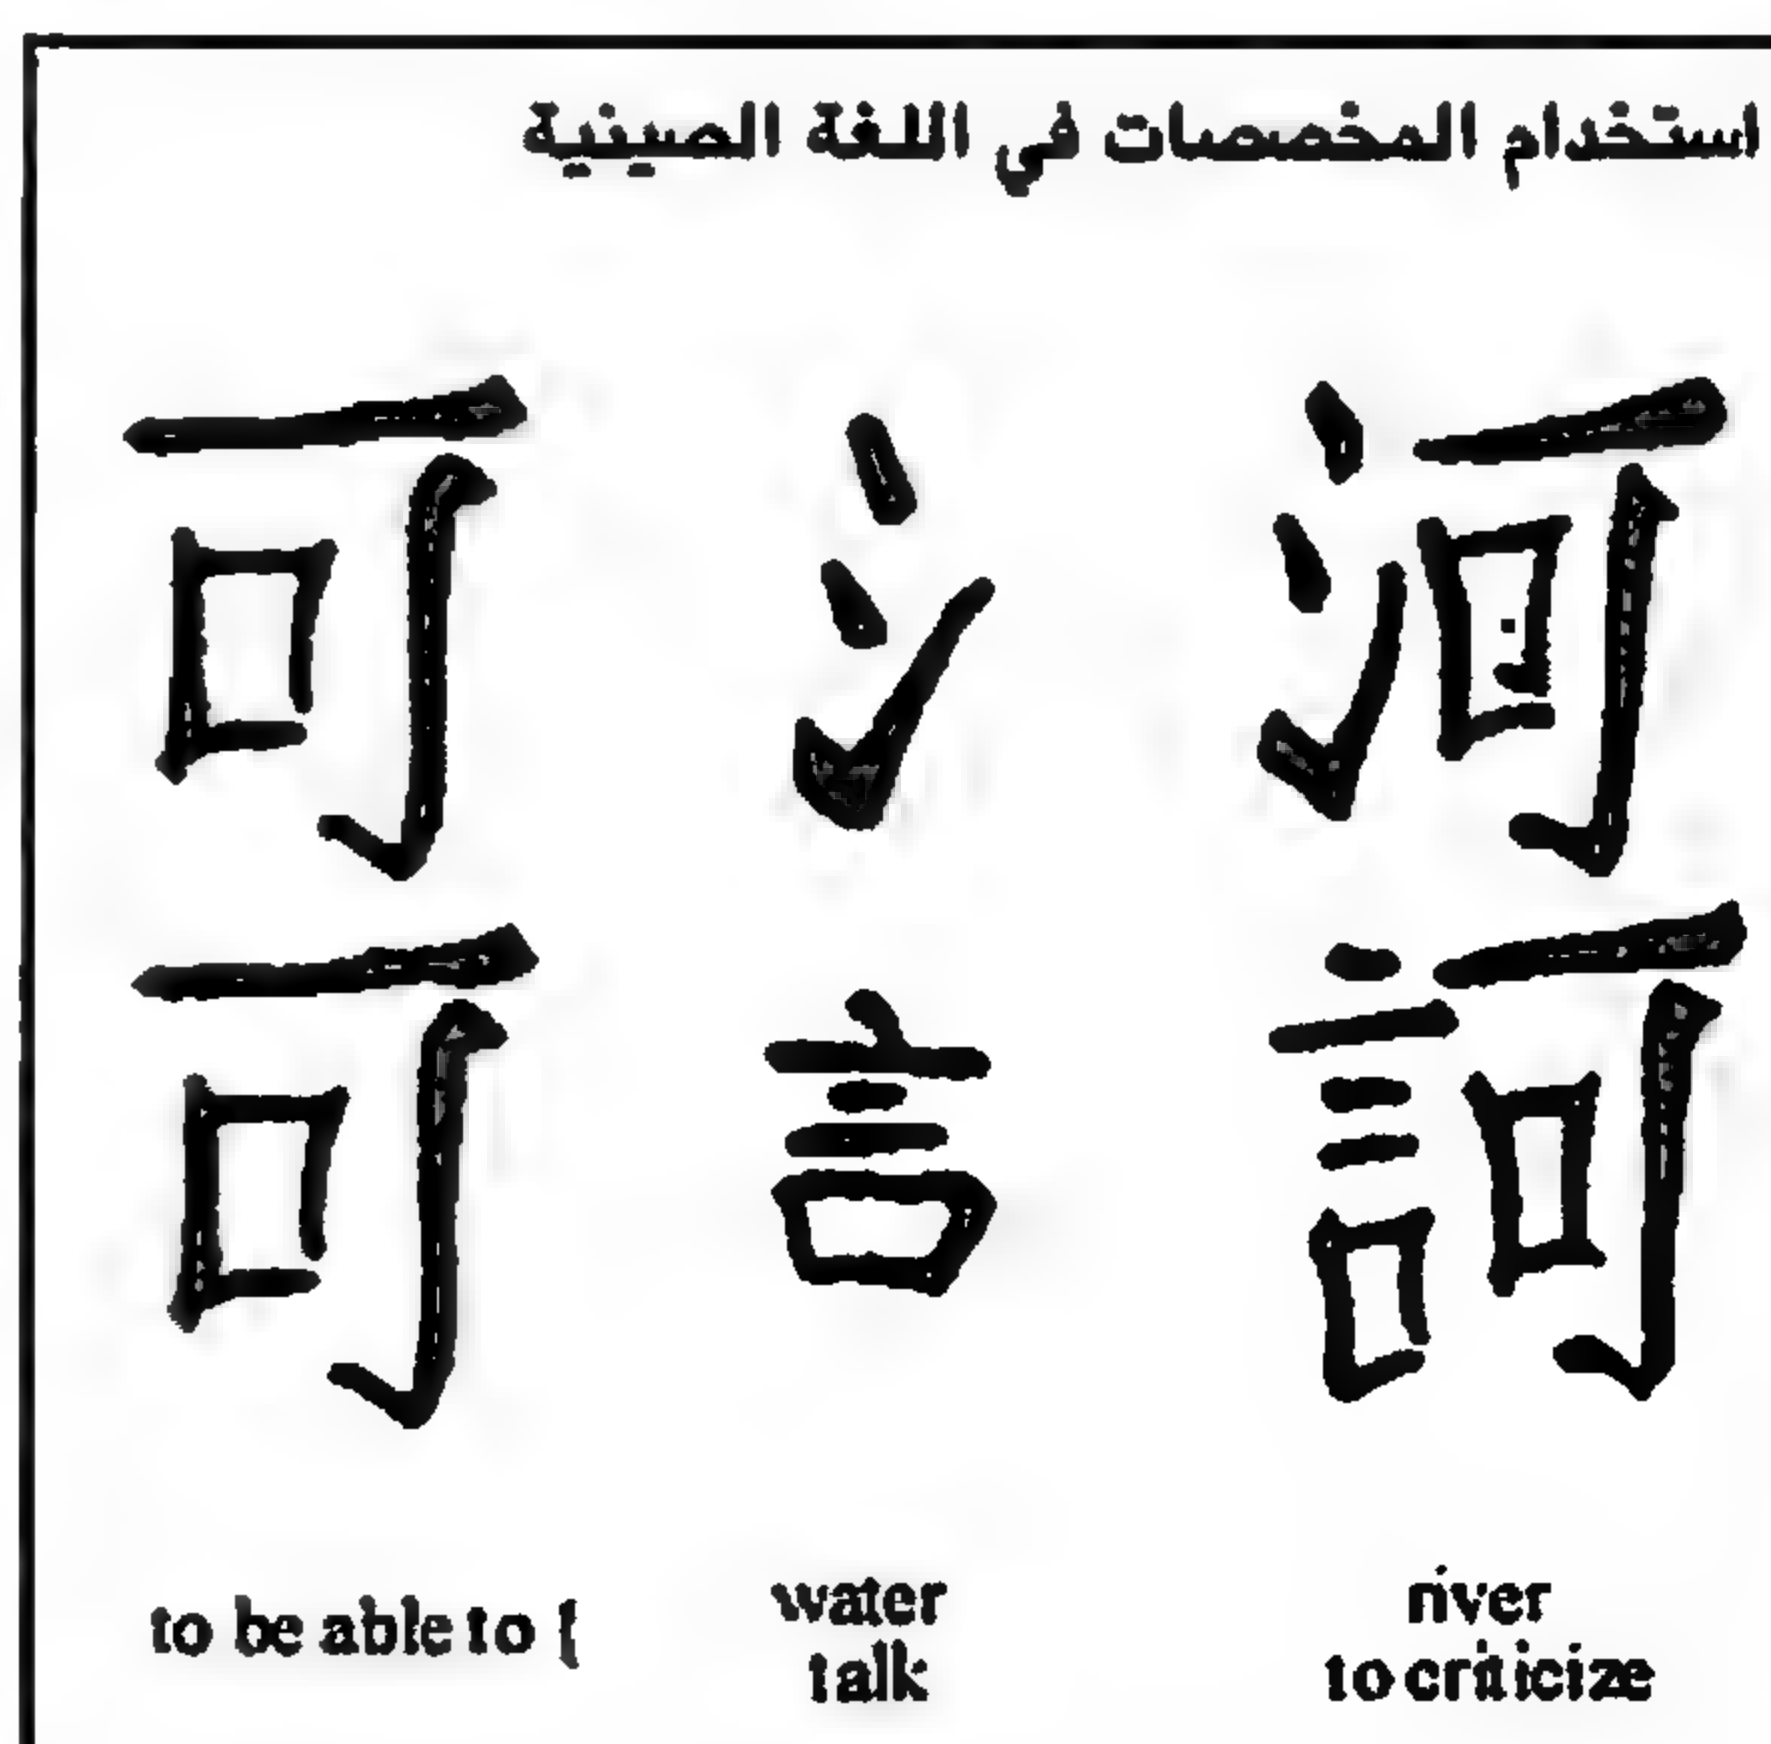 استخدام المخصصات في اللغة الصينية
可 氵 河
可 言 訶
to be able to {
water
talk
river
to criticize